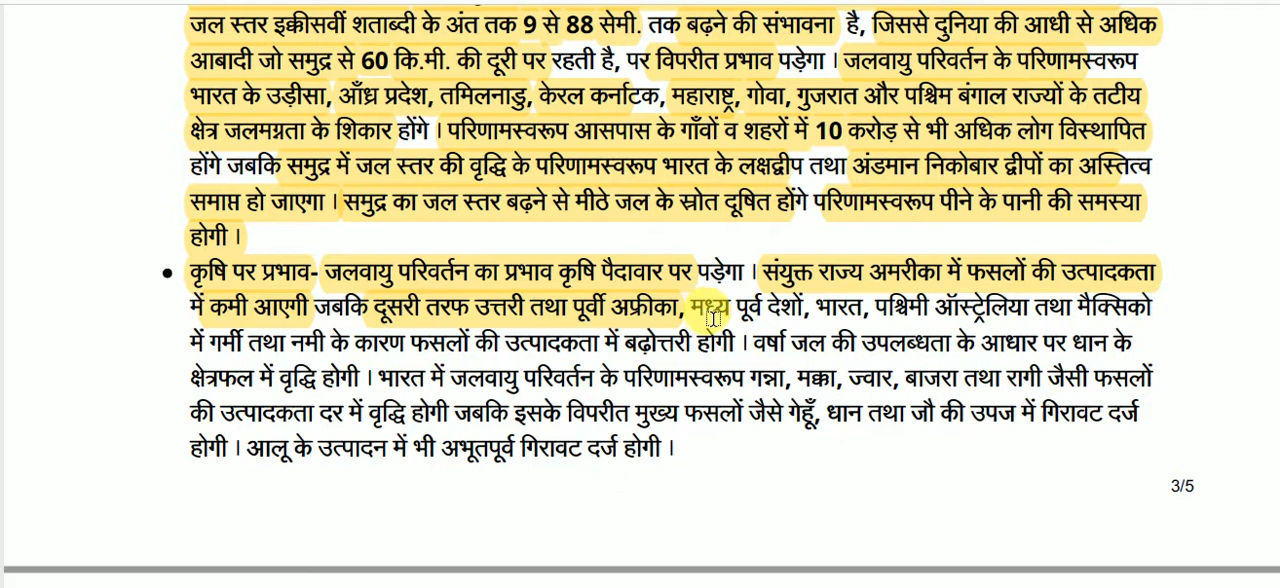 जल स्तर इक्कीसवीं शताब्दी के अंत तक 9 से 88 सेमी. तक बढ़ने की संभावना है, जिससे दुनिया की आधी से अधिक
आबादी जो समुद्र से 60 कि.मी. की दूरी पर रहती है, पर विपरीत प्रभाव पड़ेगा । जलवायु परिवर्तन के परिणामस्वरूप
भारत के उड़ीसा, आँध्र प्रदेश, तमिलनाडु, केरल कर्नाटक, महाराष्ट्र, गोवा, गुजरात और पश्चिम बंगाल राज्यों के तटीय
क्षेत्र जलमग्नता के शिकार होंगे । परिणामस्वरूप आसपास के गाँवों व शहरों में 10 करोड़ से भी अधिक लोग विस्थापित
होंगे जबकि समुद्र में जल स्तर की वृद्धि के परिणामस्वरूप भारत के लक्षद्वीप तथा अंडमान निकोबार द्वीपों का अस्तित्व
समाप्त हो जाएगा । समुद्र का जल स्तर बढ़ने से मीठे जल के स्रोत दूषित होंगे परिणामस्वरूप पीने के पानी की समस्या
होगी ।
• कृषि पर प्रभाव- जलवायु परिवर्तन का प्रभाव कृषि पैदावार पर पड़ेगा । संयुक्त राज्य अमरीका में फसलों की उत्पादकता
में कमी आएगी जबकि दूसरी तरफ उत्तरी तथा पूर्वी अफ्रीका, मध्य पूर्व देशों, भारत, पश्चिमी ऑस्ट्रेलिया तथा मैक्सिको
में गर्मी तथा नमी के कारण फसलों की उत्पादकता में बढ़ोत्तरी होगी । वर्षा जल की उपलब्धता के आधार पर धान के
क्षेत्रफल में वृद्धि होगी । भारत में जलवायु परिवर्तन के परिणामस्वरूप गन्ना, मक्का, ज्वार, बाजरा तथा रागी जैसी फसलों
की उत्पादकता दर में वृद्धि होगी जबकि इसके विपरीत मुख्य फसलों जैसे गेहूँ, धान तथा जौ की उपज में गिरावट दर्ज
होगी । आलू के उत्पादन में भी अभूतपूर्व गिरावट दर्ज होगी ।
3/5